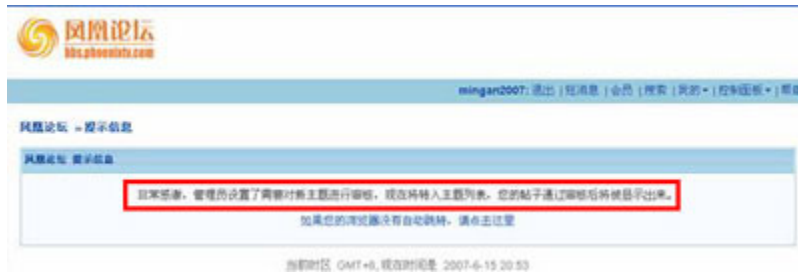 凤凰论坛
bbs.phoenixtv.com
mingan2007: 退出 | 短消息 | 会员 | 搜索 | 我的 | 控制面板 | 帮助
凤凰论坛 » 提示信息
凤凰论坛 提示信息
非常感谢，管理员设置了需要对新主题进行审核，现在将转入主题列表，您的帖子通过审核后将被显示出来。
如果您的浏览器没有自动跳转，请点击这里
当前时区 GMT+8, 现在时间是 2007-6-15 20:53